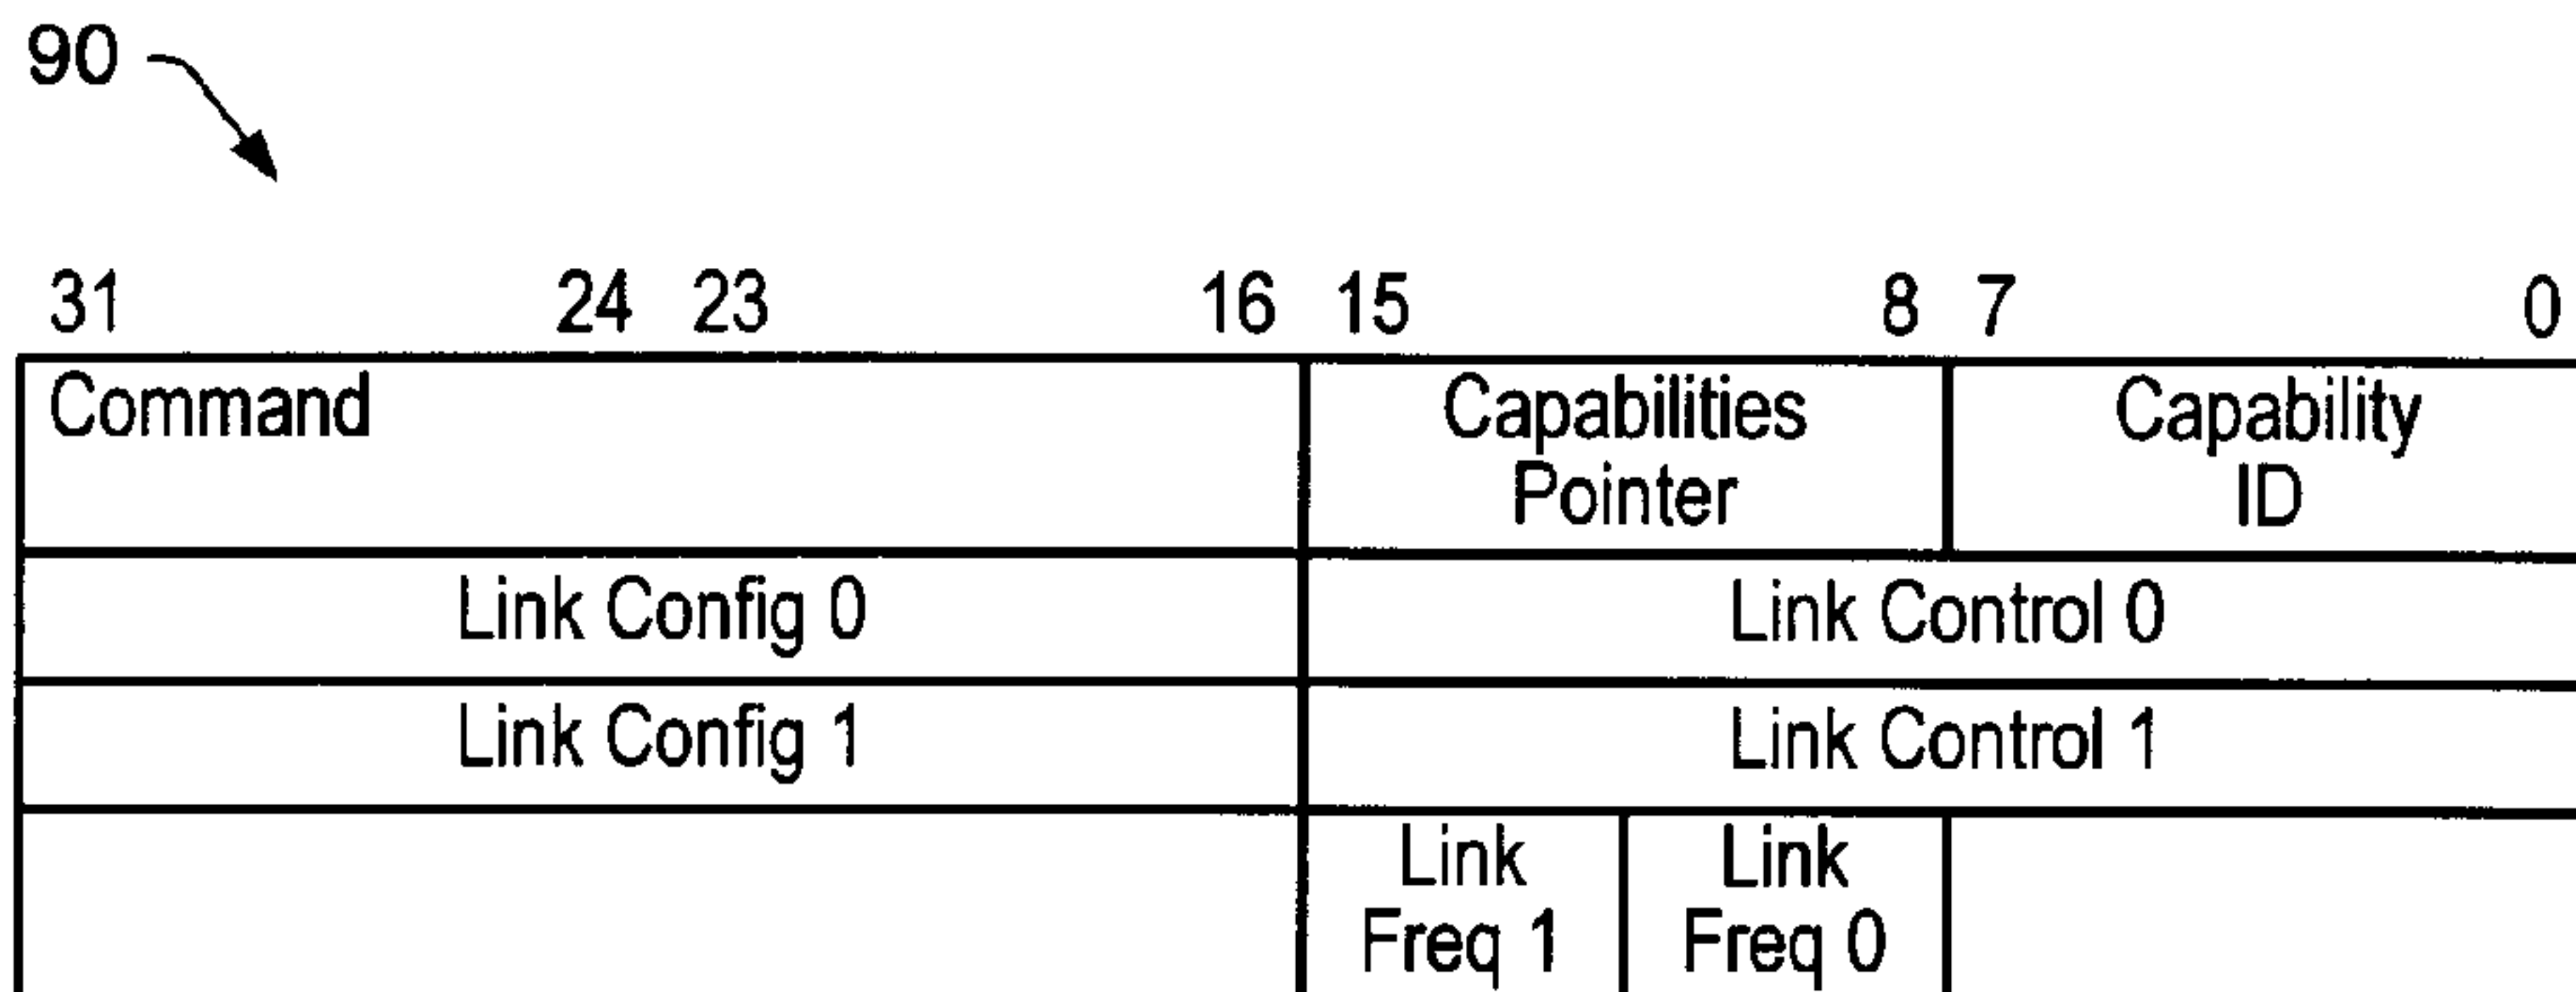 90
31 24 23 16 15 8 7 0
Command Capabilities Capability
Pointer ID
Link Config 0 Link Control 0
Link Config 1 Link Control 1
Link Link
Freq 1 Freq 0